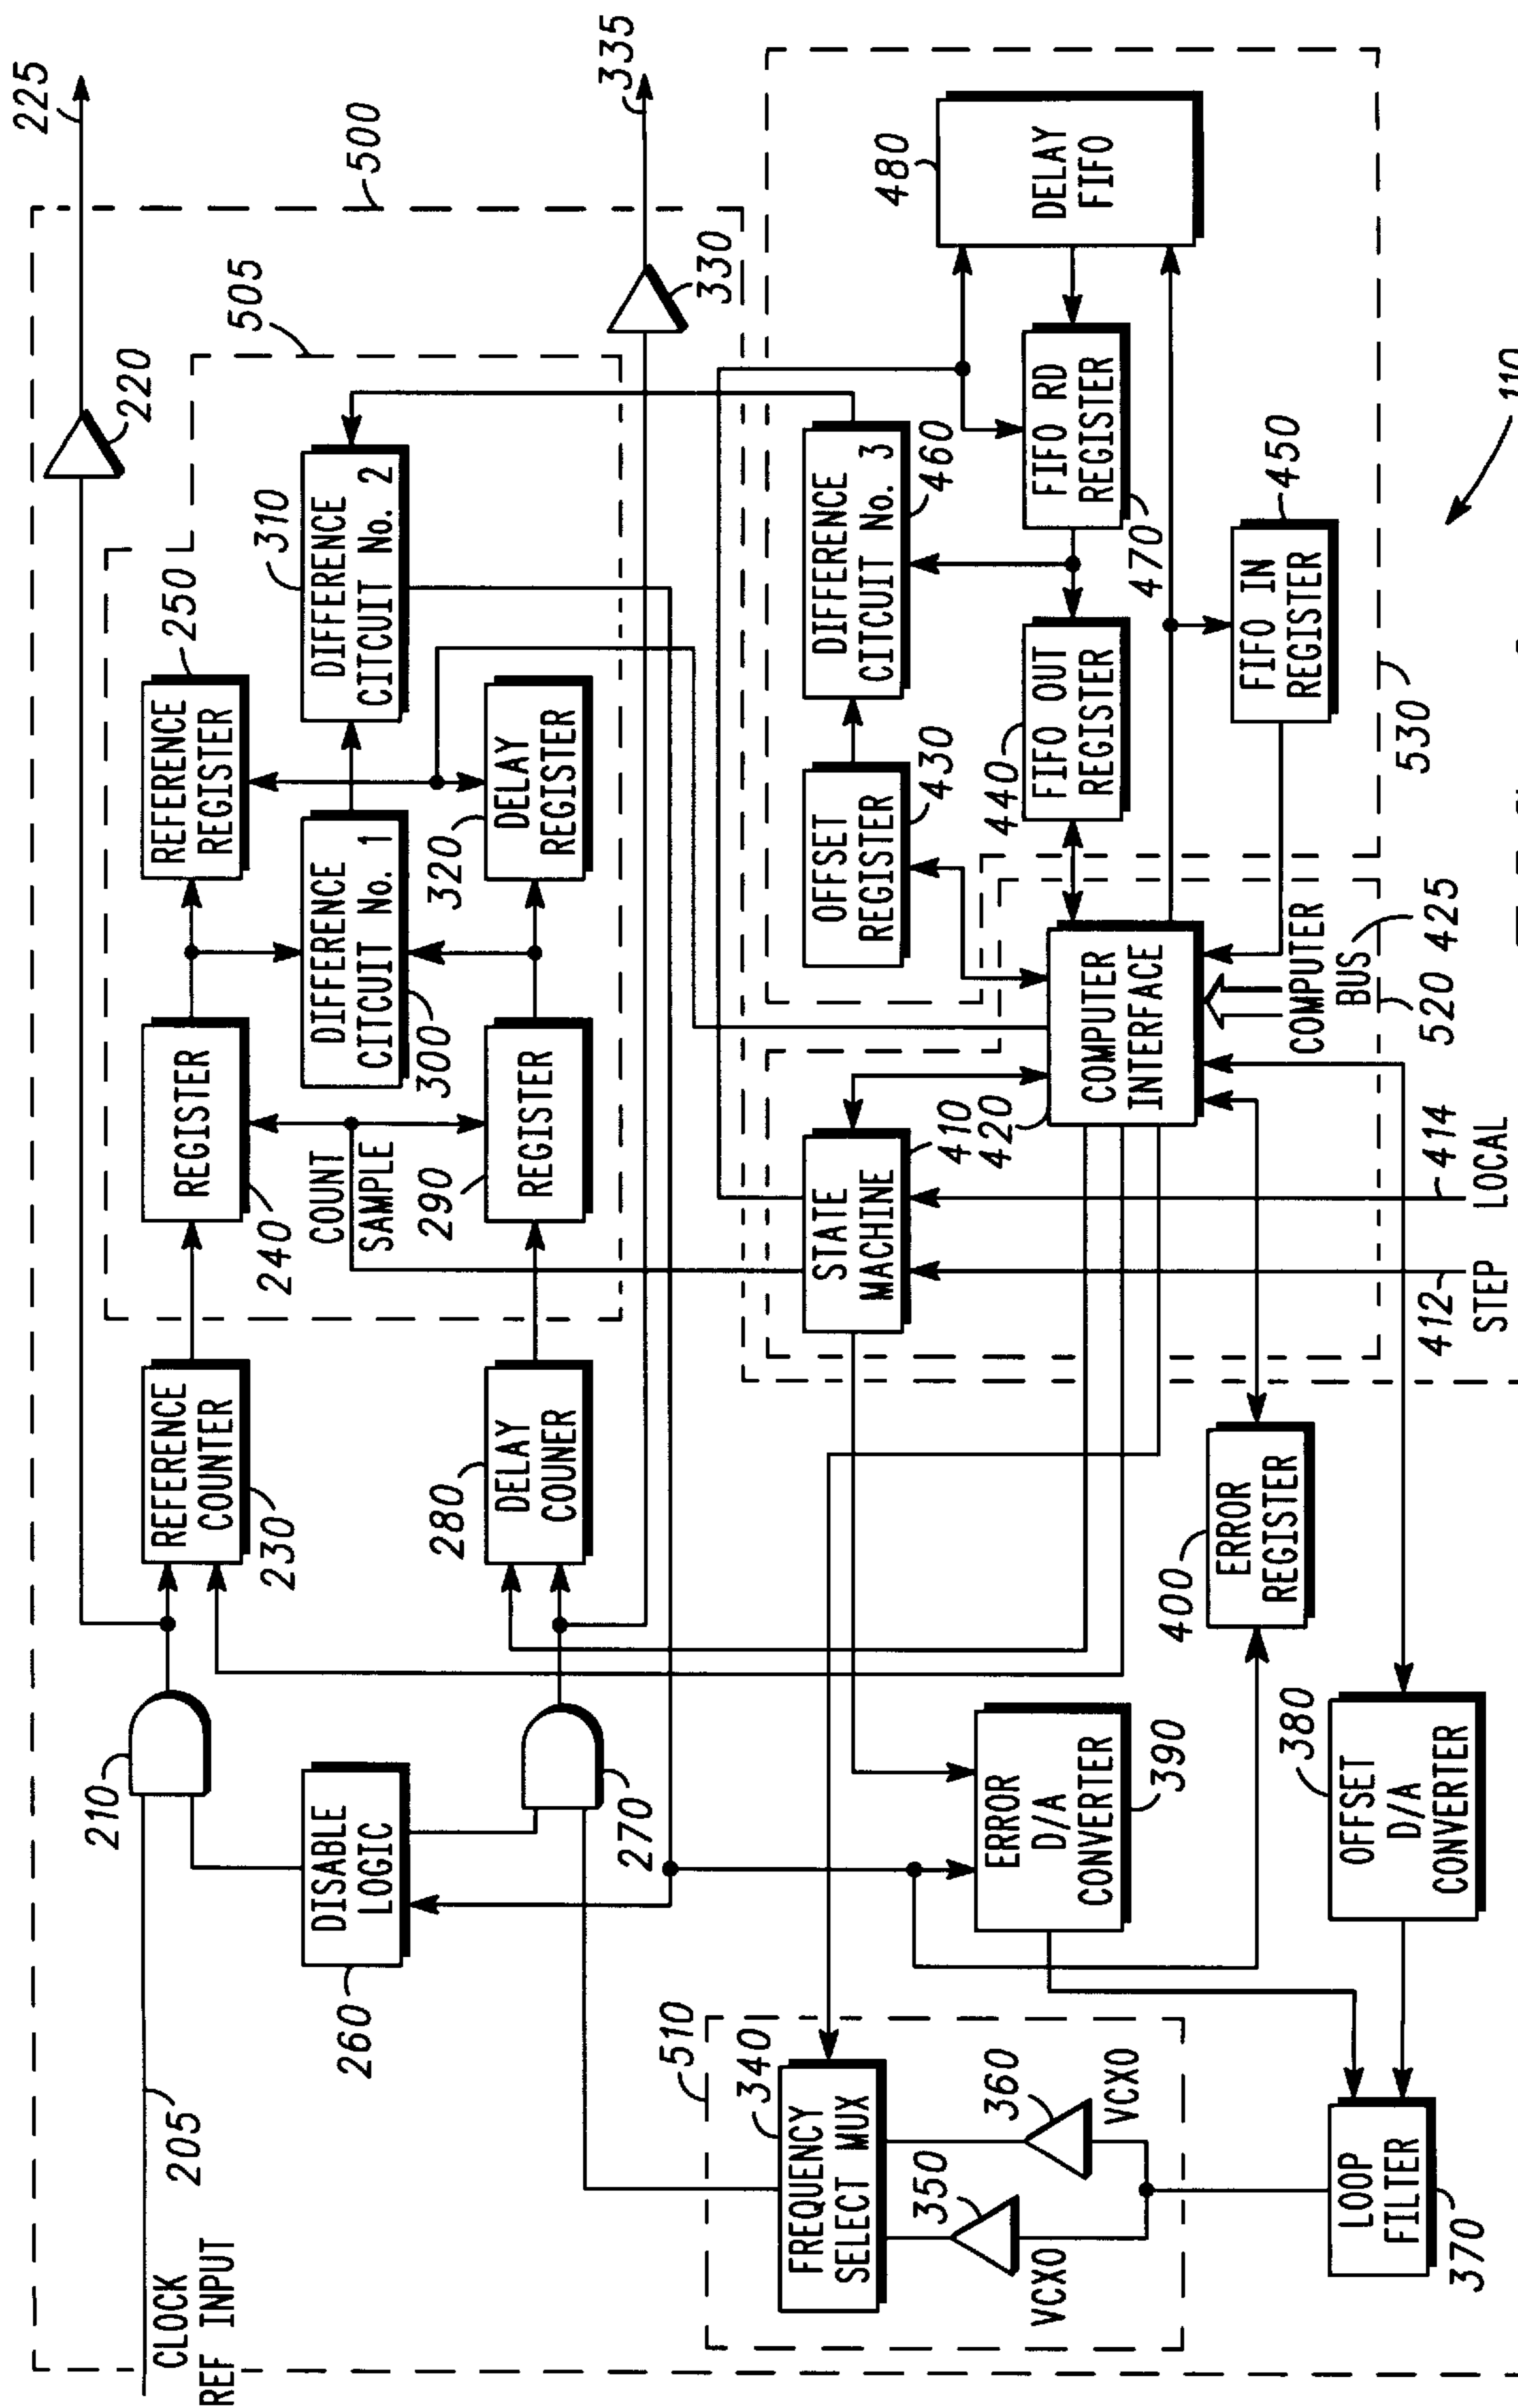 225
220
500
335
505
330
250
REFERENCE
REGISTER
310
DIFFERENCE
CITCUIT No. 2
REGISTER
240
DIFFERENCE
CITCUIT No. 1
300
320
DELAY
REGISTER
COUNT
SAMPLE
290
REGISTER
REFERENCE
COUNTER
230
280
DELAY
COUNER
210
DISABLE
LOGIC
260
270
CLOCK
REF INPUT
205
480
DELAY
FIFO
DIFFERENCE
CITCUIT No. 3
460
FIFO RD
REGISTER
470
OFFSET
REGISTER
430
440
FIFO OUT
REGISTER
FIFO IN
REGISTER
450
530
STATE
MACHINE
410
420
COMPUTER
INTERFACE
COMPUTER
BUS
425
520
412
STEP
414
LOCAL
400
ERROR
REGISTER
ERROR
D/A
CONVERTER
390
380
OFFSET
D/A
CONVERTER
510
340
FREQUENCY
SELECT MUX
350
VCXO
360
VCXO
LOOP
FILTER
370
110